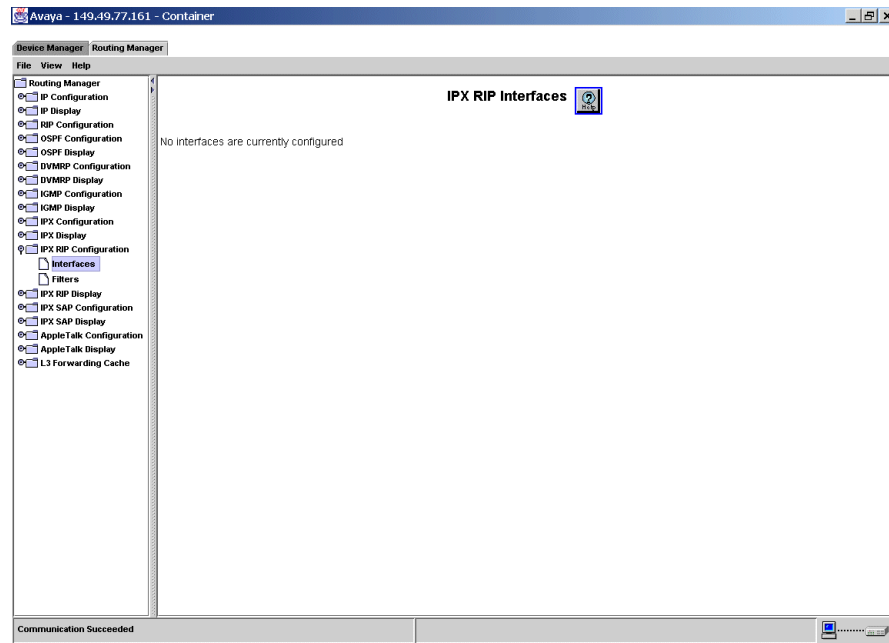 Avaya - 149.49.77.161 - Container
Device Manager Routing Manager
File View Help
Routing Manager
IP Configuration
IP Display
RIP Configuration
OSPF Configuration
OSPF Display
DVMRP Configuration
DVMRP Display
IGMP Configuration
IGMP Display
IPX Configuration
IPX Display
IPX RIP Configuration
Interfaces
Filters
IPX RIP Display
IPX SAP Configuration
IPX SAP Display
AppleTalk Configuration
AppleTalk Display
L3 Forwarding Cache
IPX RIP Interfaces
Help
No interfaces are currently configured
Communication Succeeded